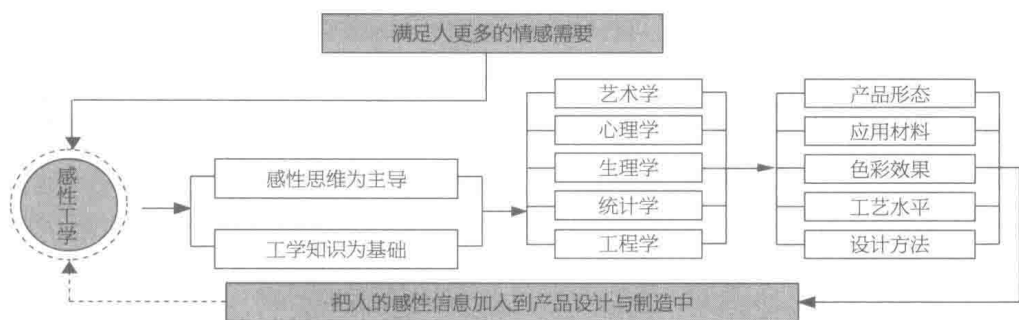 满足人更多的情感需要
感性工学
感性思维为主导
工学知识为基础
艺术学
心理学
生理学
统计学
工程学
产品形态
应用材料
色彩效果
工艺水平
设计方法
把人的感性信息加入到产品设计与制造中